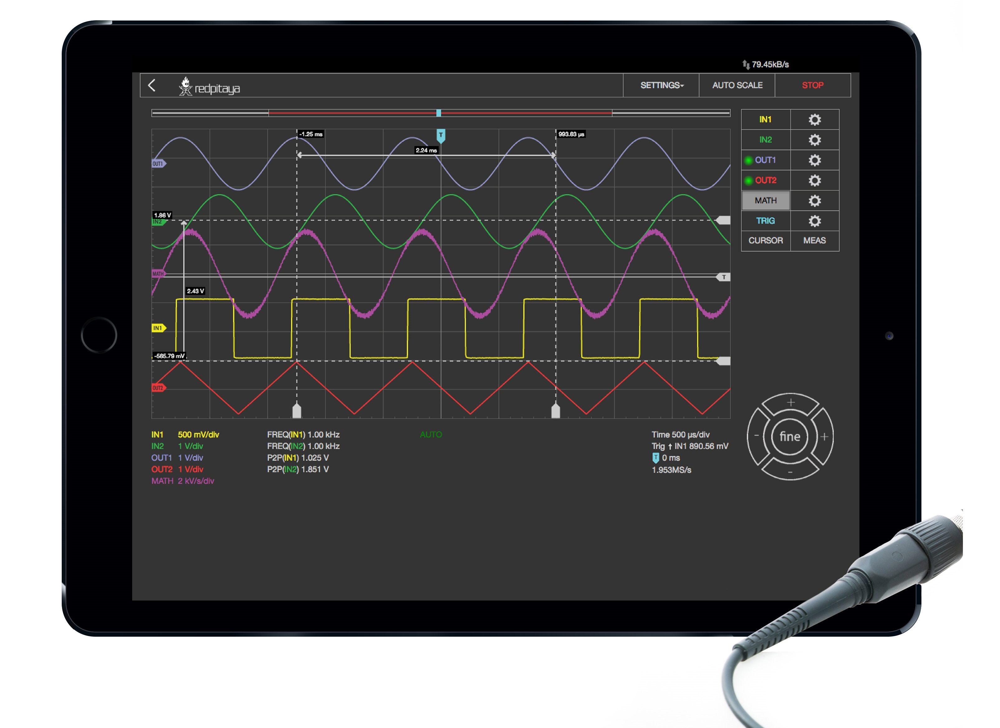 79.45kB/s
redpitaya
SETTINGS
AUTO SCALE
STOP
IN1
IN2
OUT1
OUT2
MATH
TRIG
CURSOR MEAS
-1.25 ms
T
993.63 µs
2.24 ms
OUT1
1.86 V
IN2
MATH
T
2.43 V
IN1
-565.79 mV
OUT2
IN1 500 mV/div
IN2 1 V/div
OUT1 1 V/div
OUT2 1 V/div
MATH 2 kV/s/div
FREQ(IN1) 1.00 kHz
FREQ(IN2) 1.00 kHz
P2P(IN1) 1.025 V
P2P(IN2) 1.851 V
AUTO
Time 500 µs/div
Trig ↑ IN1 890.56 mV
T 0 ms
1.953MS/s
+
- fine +
-